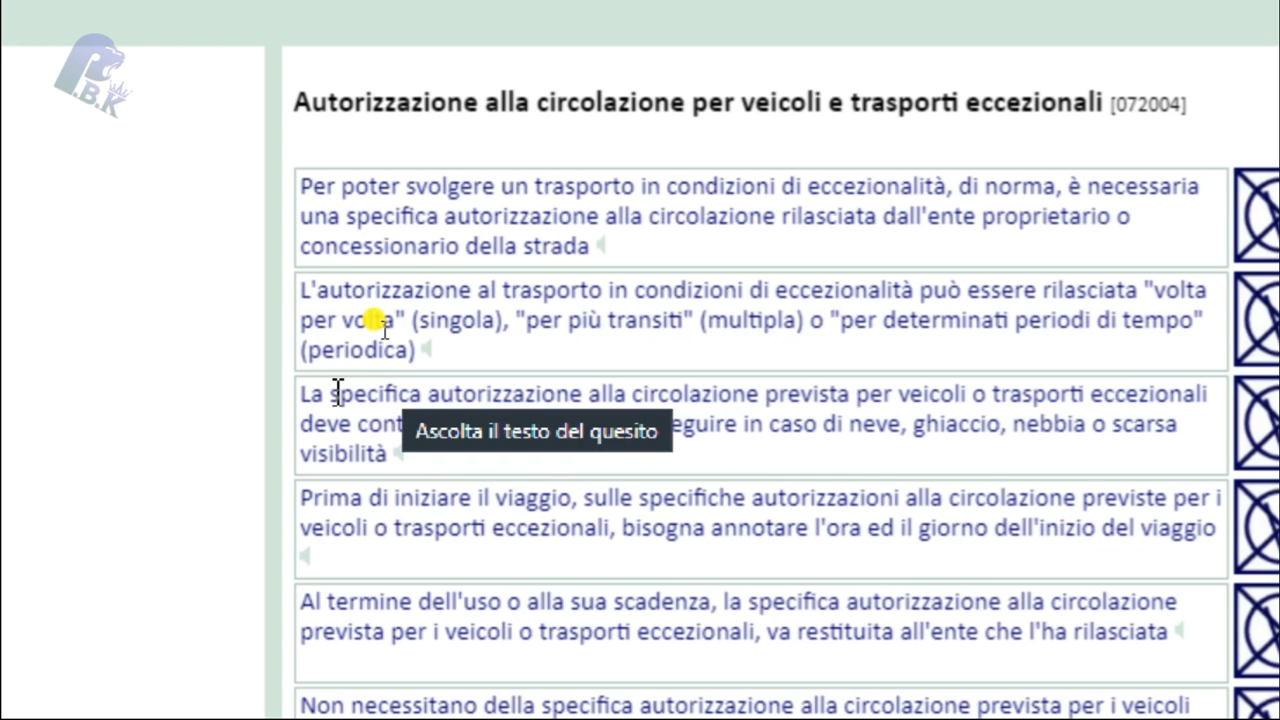 P.B.K
Autorizzazione alla circolazione per veicoli e trasporti eccezionali [072004]
Per poter svolgere un trasporto in condizioni di eccezionalità, di norma, è necessaria
una specifica autorizzazione alla circolazione rilasciata dall'ente proprietario o
concessionario della strada
L'autorizzazione al trasporto in condizioni di eccezionalità può essere rilasciata "volta
per volta" (singola), "per più transiti" (multipla) o "per determinati periodi di tempo"
(periodica)
La specifica autorizzazione alla circolazione prevista per veicoli o trasporti eccezionali
deve cont
Ascolta il testo del quesito
eguire in caso di neve, ghiaccio, nebbia o scarsa
visibilità
Prima di iniziare il viaggio, sulle specifiche autorizzazioni alla circolazione previste per i
veicoli o trasporti eccezionali, bisogna annotare l'ora ed il giorno dell'inizio del viaggio
Al termine dell'uso o alla sua scadenza, la specifica autorizzazione alla circolazione
prevista per i veicoli o trasporti eccezionali, va restituita all'ente che l'ha rilasciata
Non necessitano della specifica autorizzazione alla circolazione prevista per i veicoli